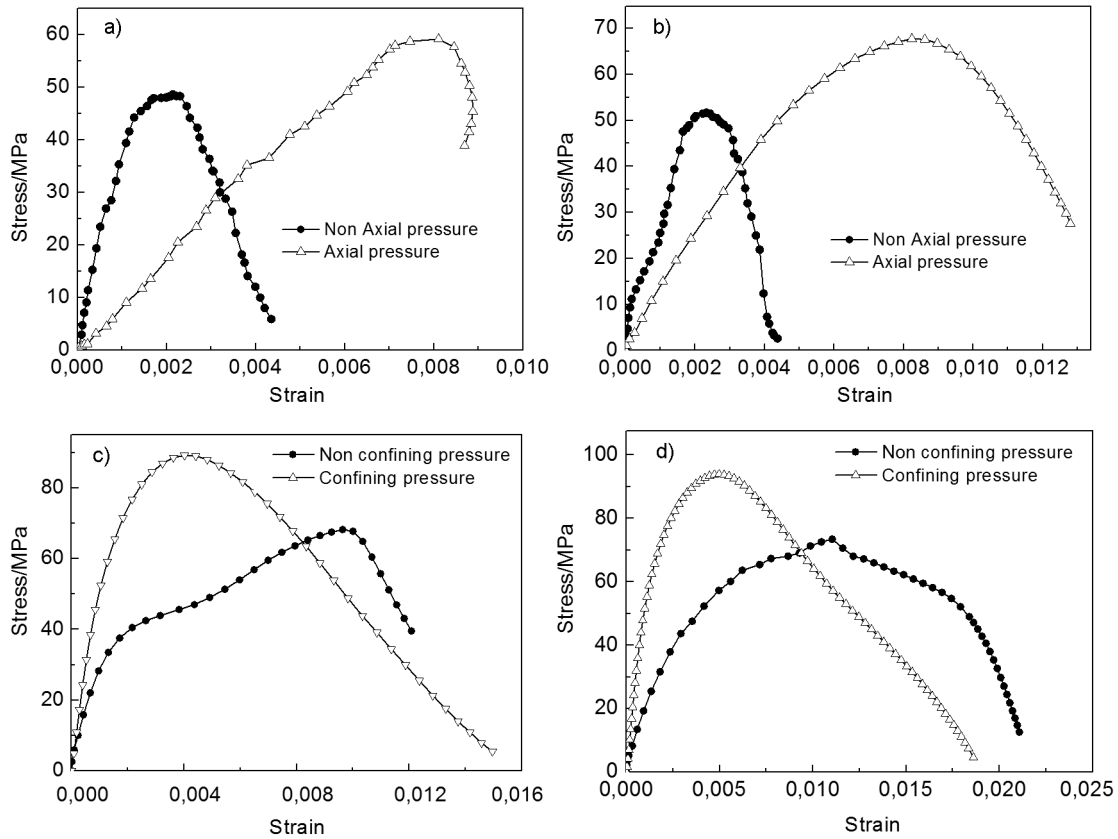 a)
Stress/MPa
60
50
40
30
20
10
0
Non Axial pressure
Axial pressure
0,000 0,002 0,004 0,006 0,008 0,010
Strain
b)
Stress/MPa
70
60
50
40
30
20
10
0
Non Axial pressure
Axial pressure
0,000 0,002 0,004 0,006 0,008 0,010 0,012
Strain
c)
Stress/MPa
80
60
40
20
0
Non confining pressure
Confining pressure
0,000 0,004 0,008 0,012 0,016
Strain
d)
Stress/MPa
100
80
60
40
20
0
Non confining pressure
Confining pressure
0,000 0,005 0,010 0,015 0,020 0,025
Strain